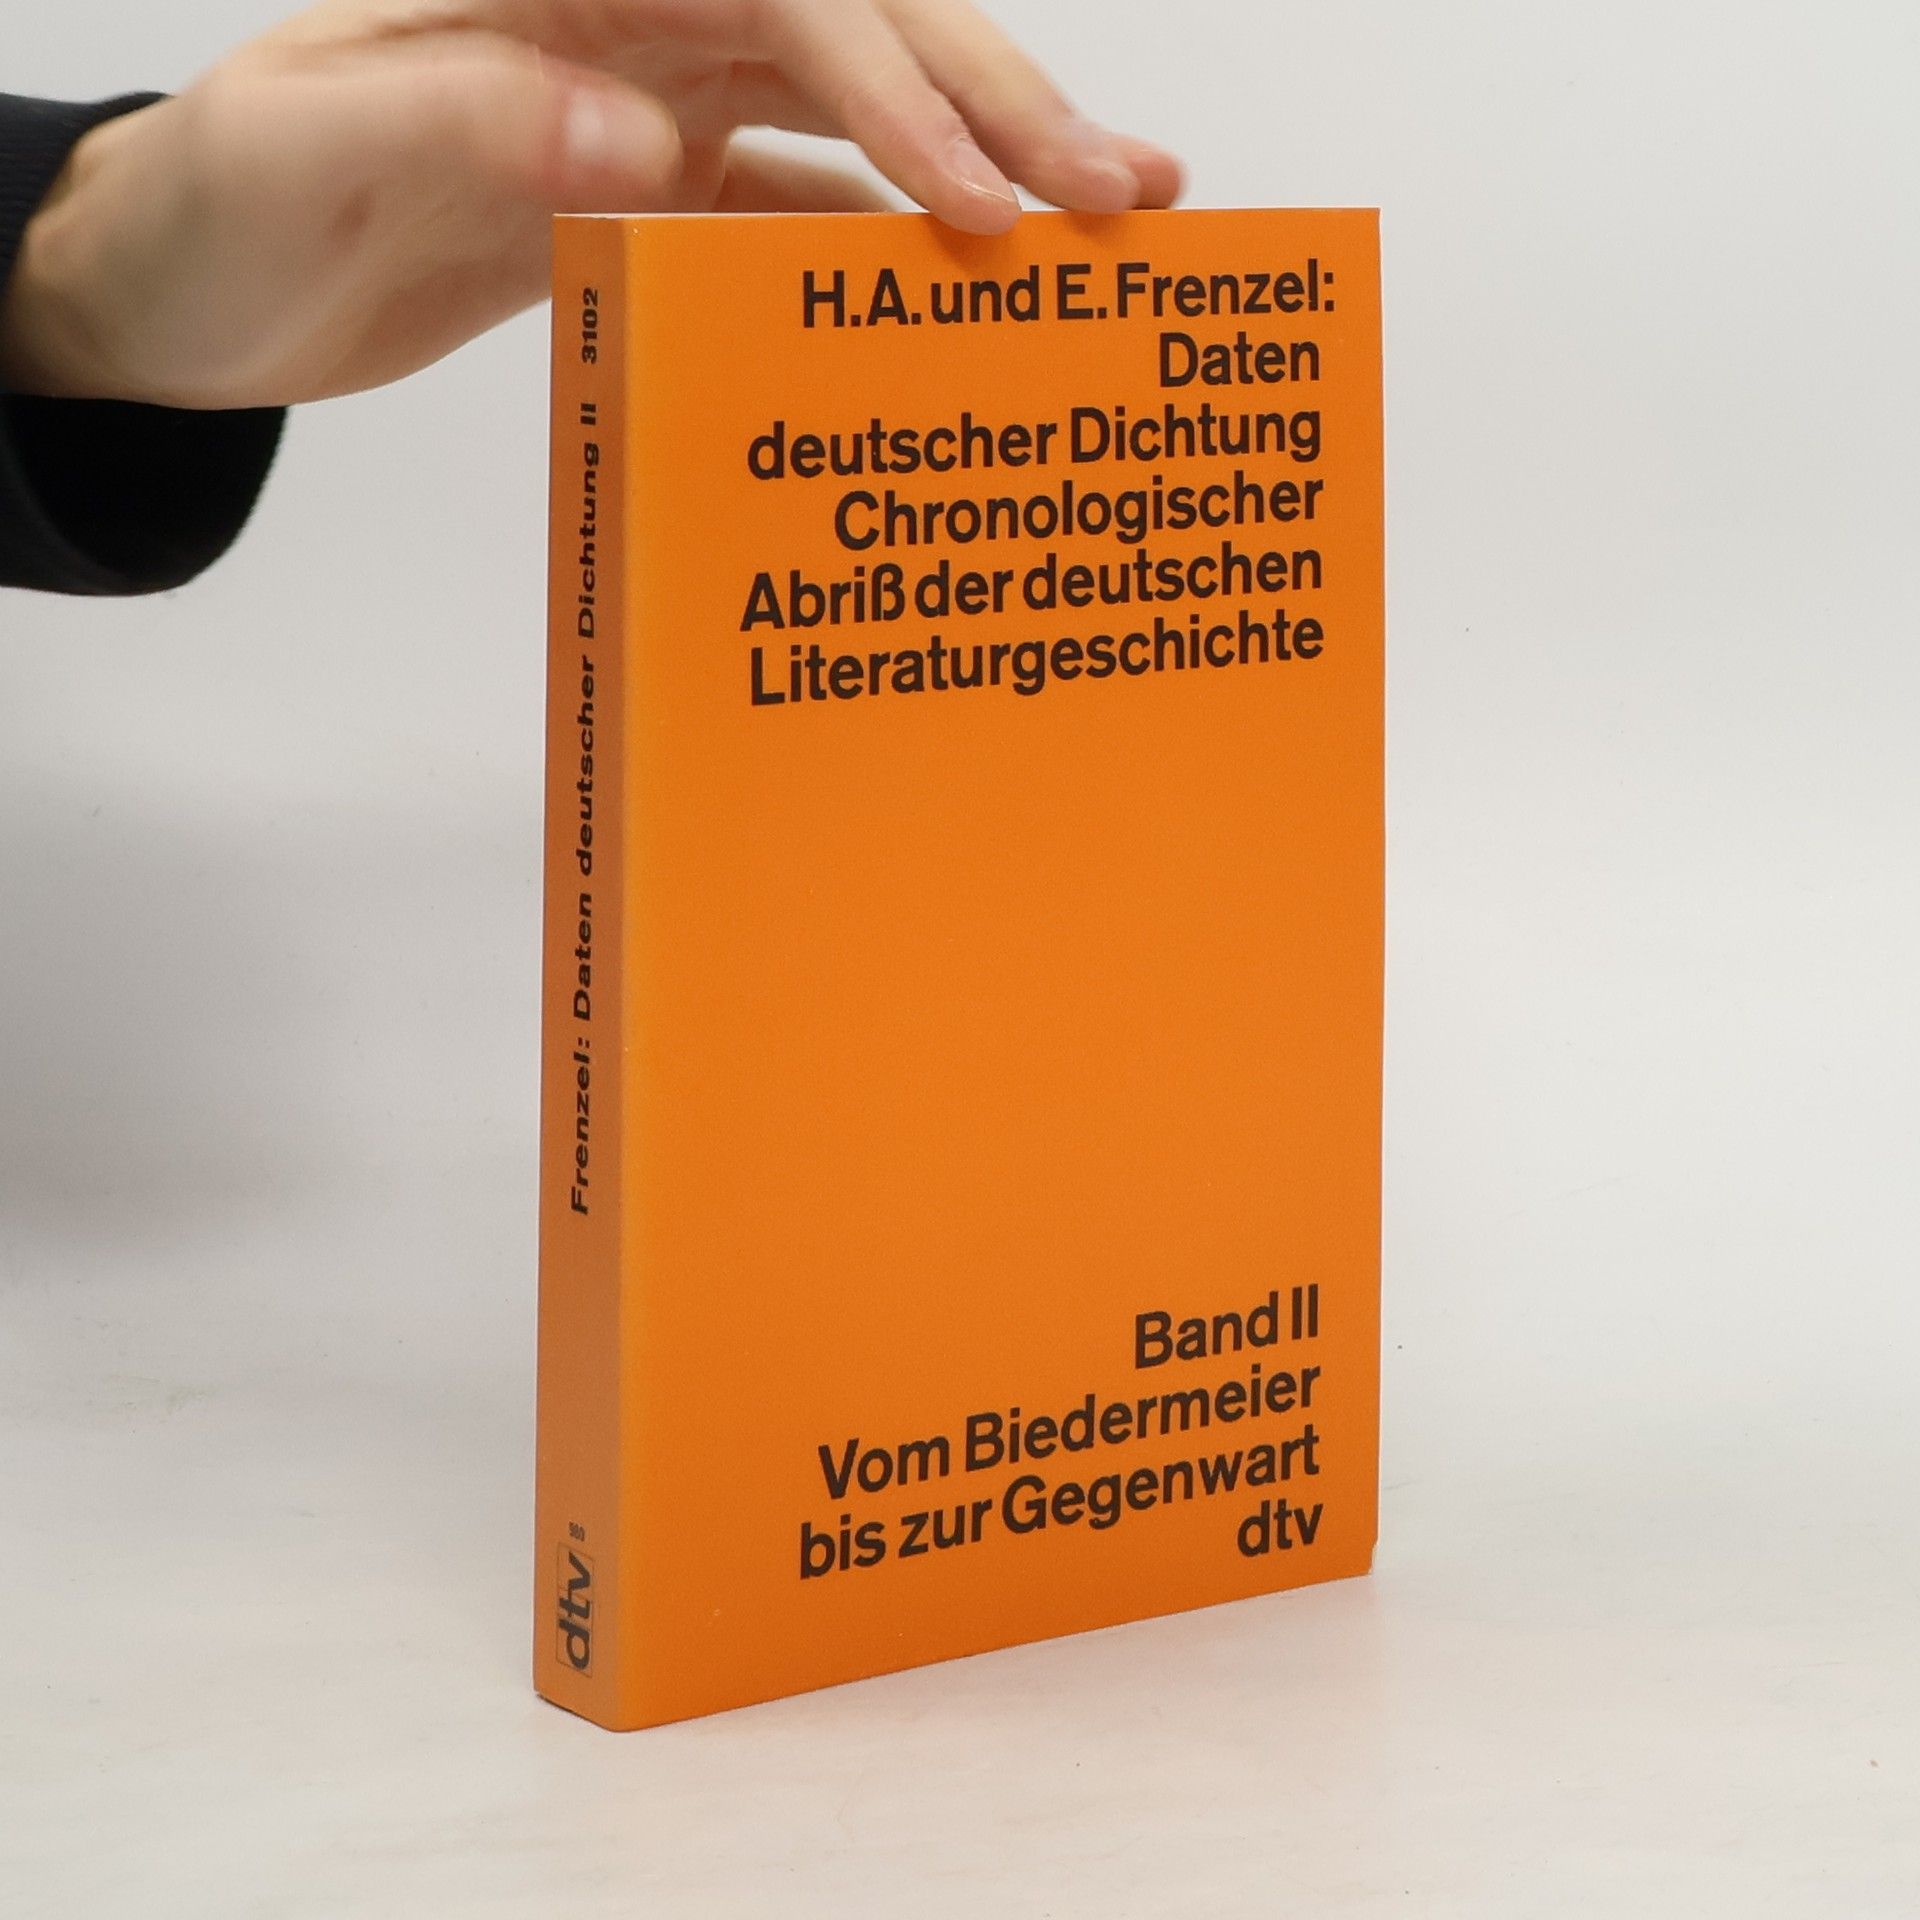 H.A. und E. Frenzel:
Daten
deutscher Dichtung
Chronologischer
Abriß der deutschen
Literaturgeschichte
Band II
Vom Biedermeier
bis zur Gegenwart
dtv
Frenzel: Daten deutscher Dichtung II 3102
980
dtv